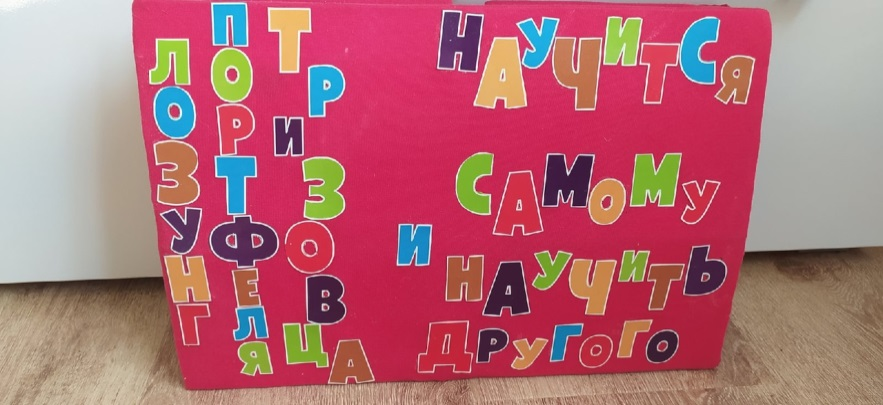 ЛОЗУНГ
ПОРТФЕЛЯ
ТРИЗОВЦА
НАУЧИТСЯ
САМОМУ
И НАУЧИТЬ
ДРУГОГО